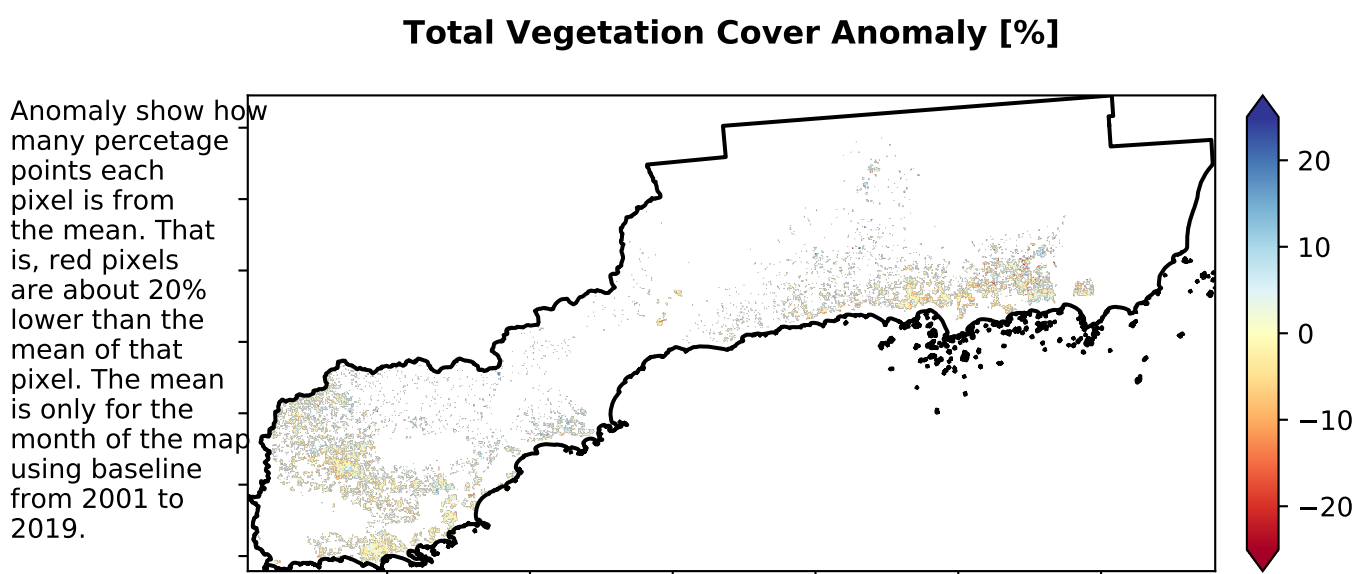 Total Vegetation Cover Anomaly [%]
Anomaly show how
many percetage
points each
pixel is from
the mean. That
is, red pixels
are about 20%
lower than the
mean of that
pixel. The mean
is only for the
month of the map
using baseline
from 2001 to
2019.
20
10
0
−10
−20